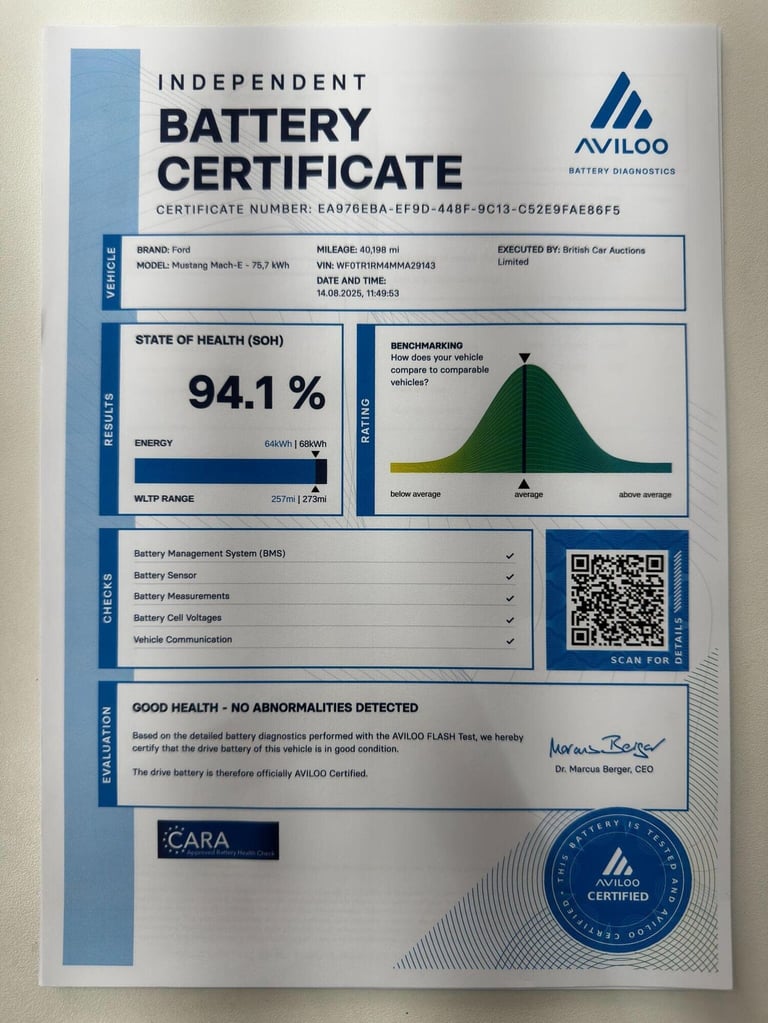 INDEPENDENT
BATTERY
CERTIFICATE
CERTIFICATE NUMBER: EA976EBA-EF9D-448F-9C13-C52E9FAE86F5
AVILOO
BATTERY DIAGNOSTICS
VEHICLE
BRAND: Ford
MODEL: Mustang Mach-E - 75,7 kWh
MILEAGE: 40,198 mi
VIN: WF0TR1RM4MMA29143
DATE AND TIME:
14.08.2025, 11:49:53
EXECUTED BY: British Car Auctions
Limited
RESULTS
STATE OF HEALTH (SOH)
94.1 %
ENERGY
64kWh | 68kWh
WLTP RANGE
257mi | 273mi
RATING
BENCHMARKING
How does your vehicle
compare to comparable
vehicles?
below average
average
above average
CHECKS
Battery Management System (BMS)
Battery Sensor
Battery Measurements
Battery Cell Voltages
Vehicle Communication
SCAN FOR
DETAILS
EVALUATION
GOOD HEALTH - NO ABNORMALITIES DETECTED
Based on the detailed battery diagnostics performed with the AVILOO FLASH Test, we hereby
certify that the drive battery of this vehicle is in good condition.
The drive battery is therefore officially AVILOO Certified.
Marcus Berger
Dr. Marcus Berger, CEO
CARA
Approved Battery Health Check
THIS BATTERY IS TESTED AND AVILOO CERTIFIED
AVILOO
CERTIFIED